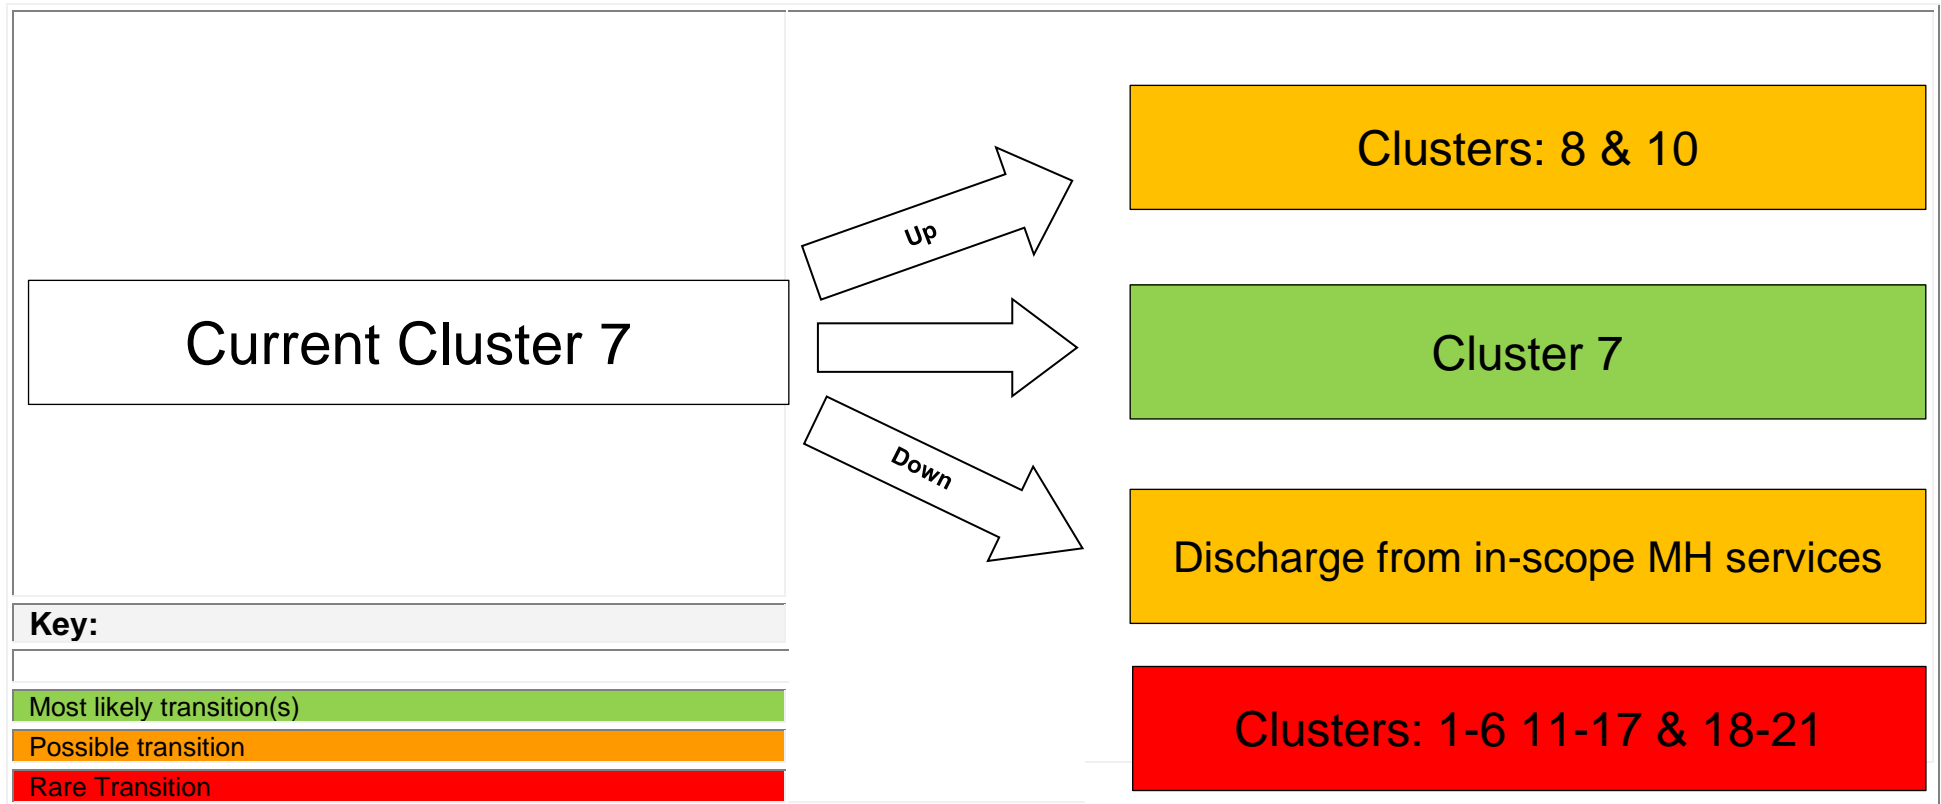 Clusters: 8 & 10
Up
Current Cluster 7
Cluster 7
Down
Discharge from in-scope MH services
Key:
Most likely transition(s)
Possible transition
Rare Transition
Clusters: 1-6 11-17 & 18-21